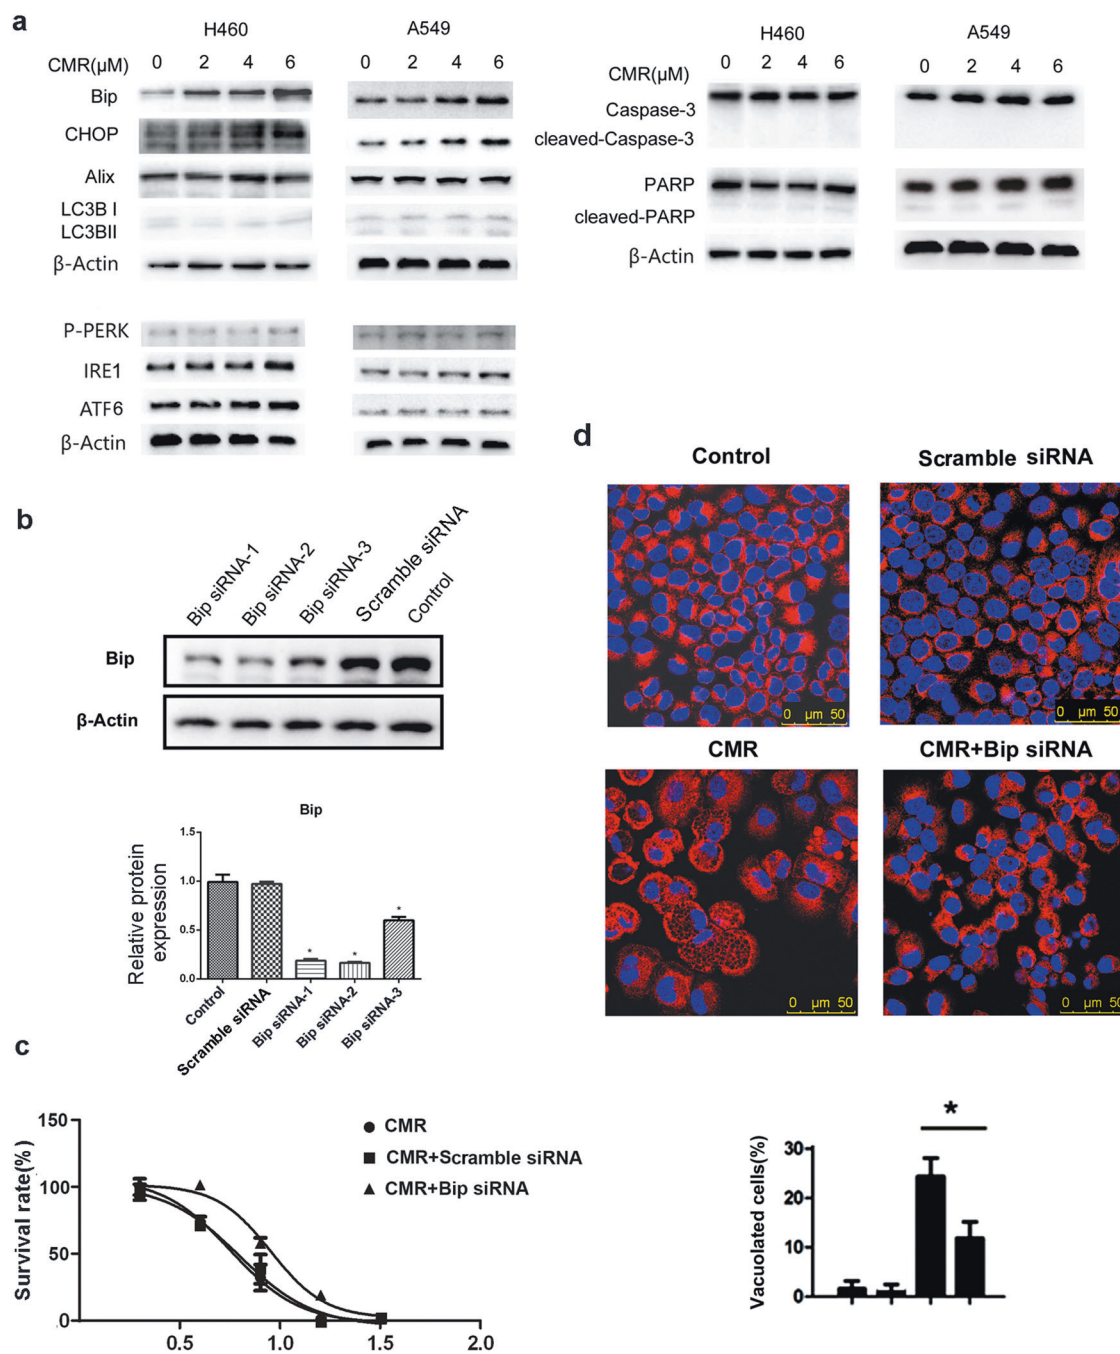 a
H460
A549
CMR(μM)
0 2 4 6
0 2 4 6
Bip
CHOP
Alix
LC3B I
LC3BII
β-Actin
P-PERK
IRE1
ATF6
β-Actin
H460
A549
CMR(μM)
0 2 4 6
0 2 4 6
Caspase-3
cleaved-Caspase-3
PARP
cleaved-PARP
β-Actin
b
Bip siRNA-1
Bip siRNA-2
Bip siRNA-3
Scramble siRNA
Control
Bip
β-Actin
Bip
Relative protein
expression
1.5
1.0
0.5
0.0
*
*
*
Control
Scramble siRNA
Bip siRNA-1
Bip siRNA-2
Bip siRNA-3
c
Survival rate(%)
150
100
50
0
0.5 1.0 1.5 2.0
CMR
CMR+Scramble siRNA
CMR+Bip siRNA
d
Control
Scramble siRNA
0 μm 50
0 μm 50
CMR
CMR+Bip siRNA
0 μm 50
0 μm 50
Vacuolated cells(%)
30
20
10
0
*